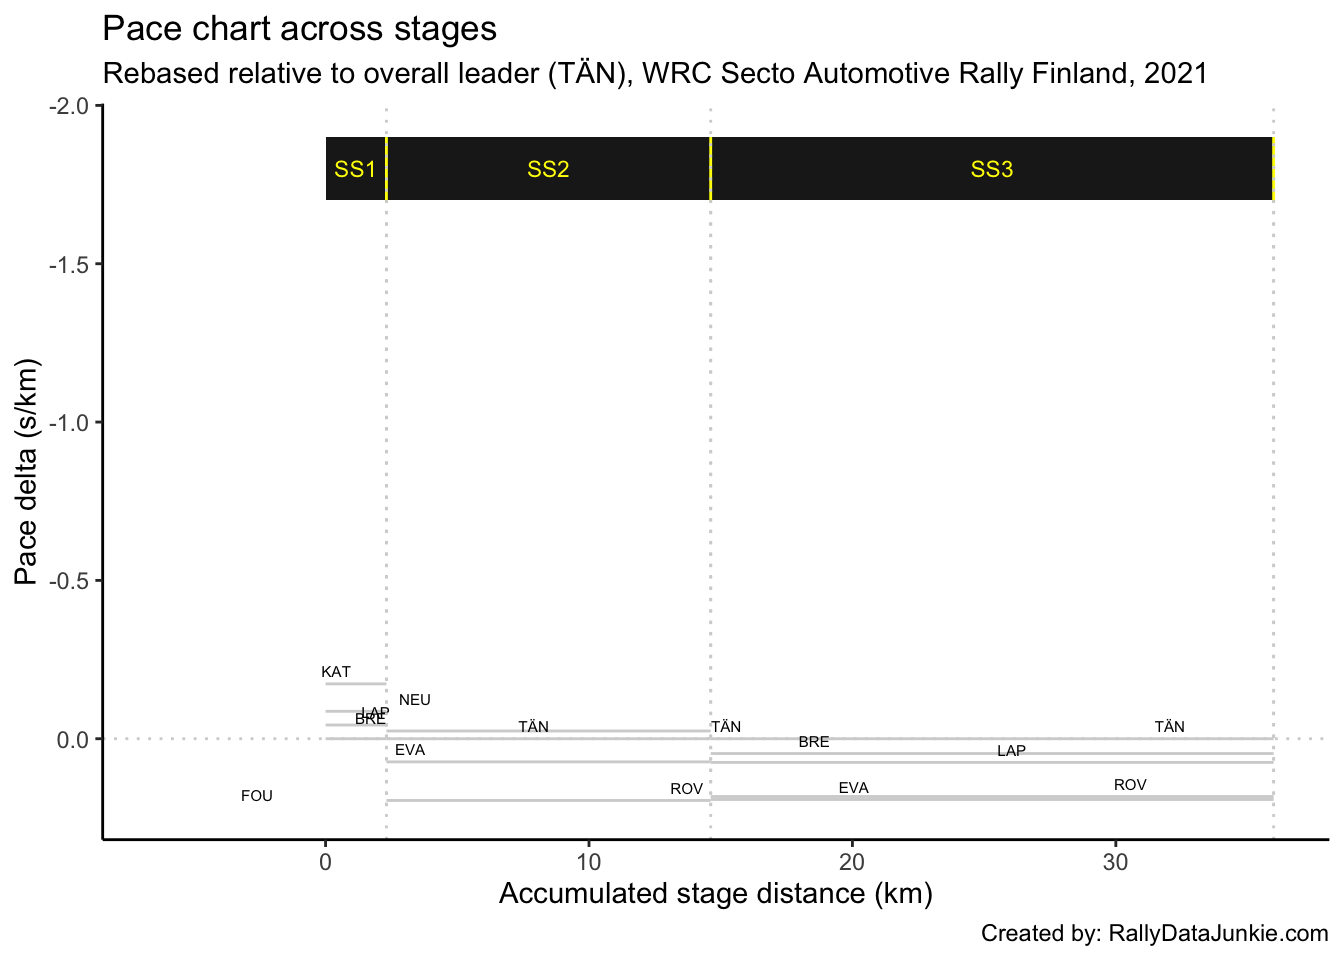 Pace chart across stages
Rebased relative to overall leader (TÄN), WRC Secto Automotive Rally Finland, 2021
-2.0
SS1 SS2 SS3
-1.5
-1.0
Pace delta (s/km)
-0.5
KAT
NEU
LAP
BRE
TÄN TÄN TÄN
0.0
BRE
EVA LAP
ROV EVA ROV
FOU
0 10 20 30
Accumulated stage distance (km)
Created by: RallyDataJunkie.com